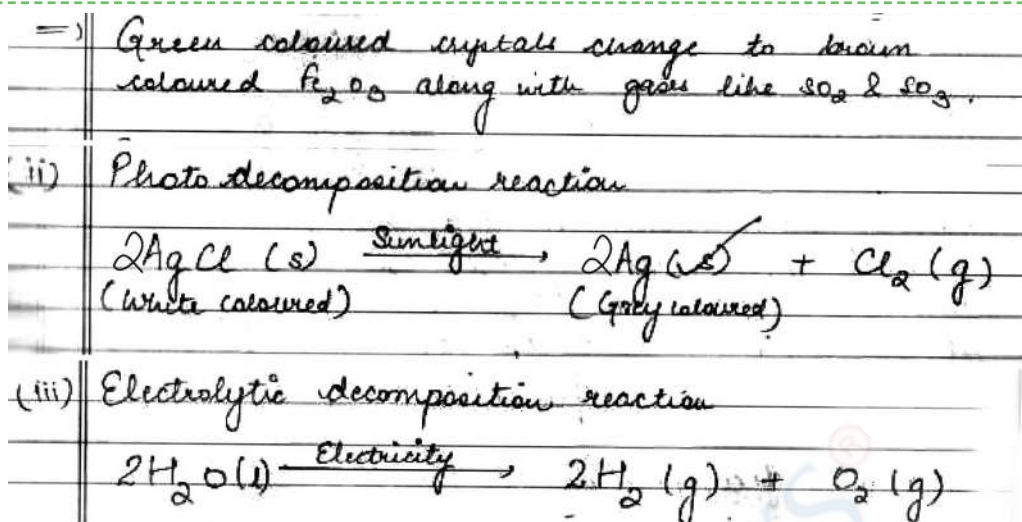 =) Green coloured crystals change to brown
coloured Fe₂O₃ along with gases like SO₂ & SO₃.
(ii) Photo decomposition reaction
2AgCl (s) Sunlight → 2Ag (s) + Cl₂ (g)
(White coloured) (Grey coloured)
(iii) Electrolytic decomposition reaction
2H₂O(l) Electricity → 2H₂ (g) + O₂ (g)